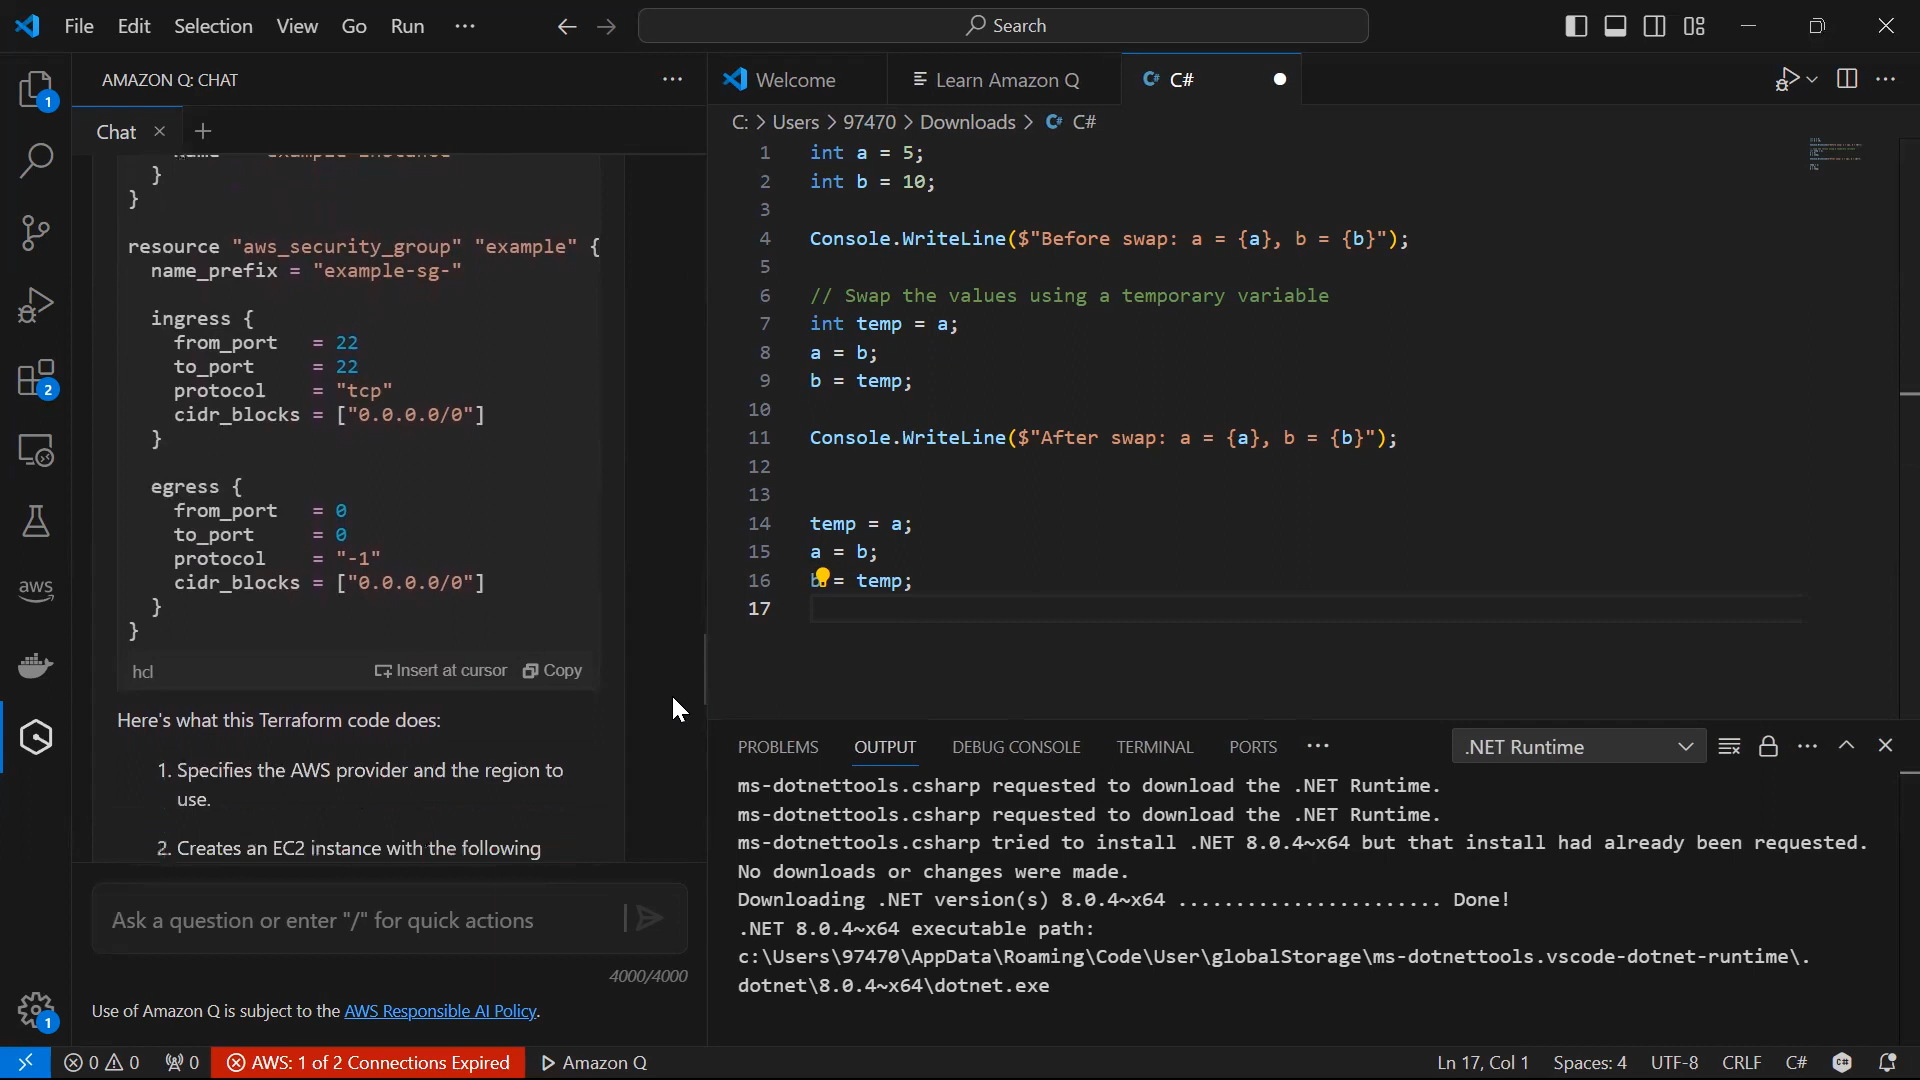 File Edit Selection View Go Run ··· Search
AMAZON Q: CHAT ···
Chat
}
}
resource "aws_security_group" "example" {
name_prefix = "example-sg-"
ingress {
from_port = 22
to_port = 22
protocol = "tcp"
cidr_blocks = ["0.0.0.0/0"]
}
egress {
from_port = 0
to_port = 0
protocol = "-1"
cidr_blocks = ["0.0.0.0/0"]
}
}
hcl Insert at cursor Copy
Here's what this Terraform code does:
1. Specifies the AWS provider and the region to
use.
2. Creates an EC2 instance with the following
Ask a question or enter "/" for quick actions
4000/4000
Use of Amazon Q is subject to the AWS Responsible AI Policy.
1
2
aws
1
Welcome Learn Amazon Q C# C# ●
C: > Users > 97470 > Downloads > C# C#
1 int a = 5;
2 int b = 10;
3
4 Console.WriteLine($"Before swap: a = {a}, b = {b}");
5
6 // Swap the values using a temporary variable
7 int temp = a;
8 a = b;
9 b = temp;
10
11 Console.WriteLine($"After swap: a = {a}, b = {b}");
12
13
14 temp = a;
15 a = b;
16 b = temp;
17
PROBLEMS OUTPUT DEBUG CONSOLE TERMINAL PORTS ··· .NET Runtime
ms-dotnettools.csharp requested to download the .NET Runtime.
ms-dotnettools.csharp requested to download the .NET Runtime.
ms-dotnettools.csharp tried to install .NET 8.0.4~x64 but that install had already been requested.
No downloads or changes were made.
Downloading .NET version(s) 8.0.4~x64 ....................... Done!
.NET 8.0.4~x64 executable path:
c:\Users\97470\AppData\Roaming\Code\User\globalStorage\ms-dotnettools.vscode-dotnet-runtime\.
dotnet\8.0.4~x64\dotnet.exe
0 0 0 AWS: 1 of 2 Connections Expired Amazon Q Ln 17, Col 1 Spaces: 4 UTF-8 CRLF C#